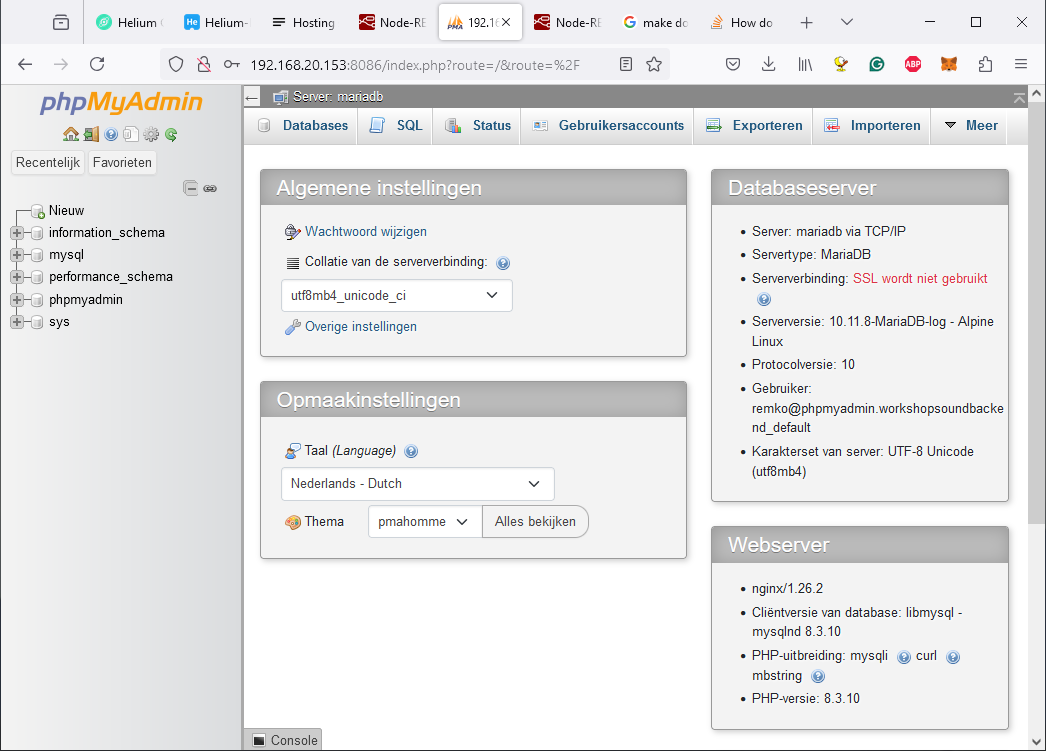 Helium
Helium-
Hosting
Node-RE
192.16
Node-RE
make do
How do
192.168.20.153:8086/index.php?route=/&route=%2F
phpMyAdmin
Recentelijk
Favorieten
Nieuw
information_schema
mysql
performance_schema
phpmyadmin
sys
Server: mariadb
Databases
SQL
Status
Gebruikersaccounts
Exporteren
Importeren
Meer
Algemene instellingen
Wachtwoord wijzigen
Collatie van de serververbinding:
utf8mb4_unicode_ci
Overige instellingen
Opmaakinstellingen
Taal (Language)
Nederlands - Dutch
Thema
pmahomme
Alles bekijken
Databaseserver
• Server: mariadb via TCP/IP
• Servertype: MariaDB
• Serververbinding: SSL wordt niet gebruikt
• Serverversie: 10.11.8-MariaDB-log - Alpine
Linux
• Protocolversie: 10
• Gebruiker:
remko@phpmyadmin.workshopsoundbacke
nd_default
• Karakterset van server: UTF-8 Unicode
(utf8mb4)
Webserver
• nginx/1.26.2
• Cliëntversie van database: libmysql -
mysqlnd 8.3.10
• PHP-uitbreiding: mysqli curl
mbstring
• PHP-versie: 8.3.10
Console